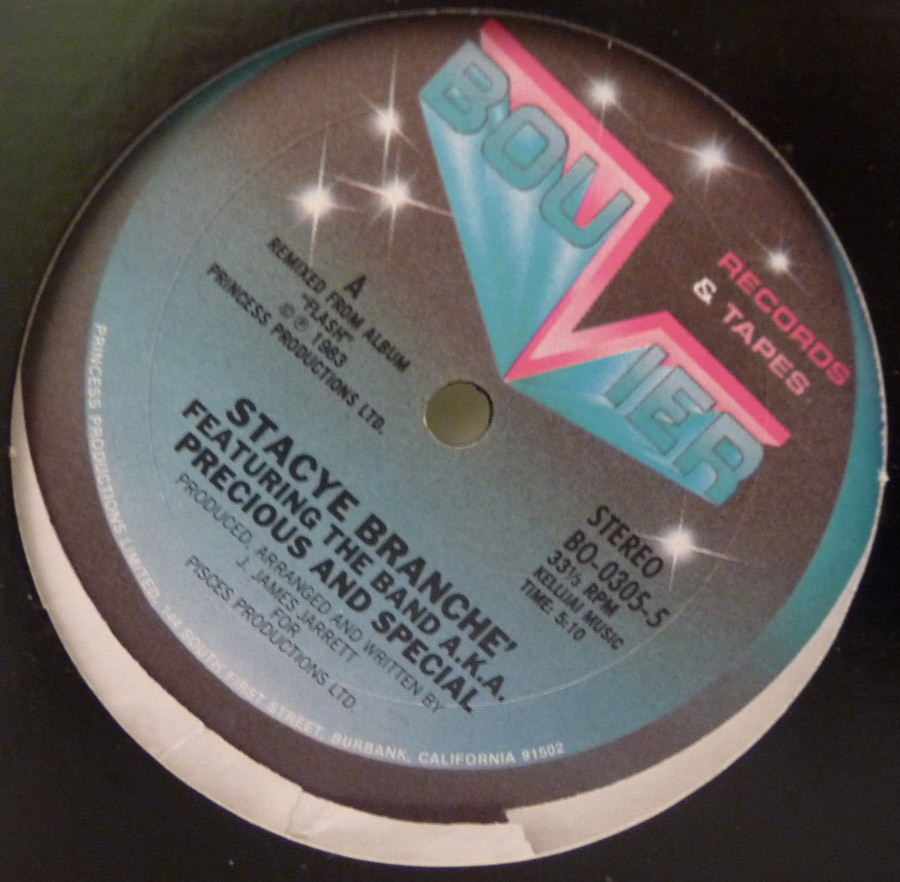 BOUVIER
RECORDS
& TAPES
A
REMIXED FROM ALBUM
"FLASH"
© ℗ 1983
PRINCESS PRODUCTIONS LTD.
STEREO
BO-0305-5
33⅓ RPM
KELIJAI MUSIC
TIME: 5:10
STACYE BRANCHE'
FEATURING THE BAND A.K.A.
PRECIOUS AND SPECIAL
PRODUCED, ARRANGED AND WRITTEN BY
J. JAMES JARRETT
FOR
PISCES PRODUCTIONS LTD.
PRINCESS PRODUCTIONS LIMITED, 144 SOUTH FIRST STREET, BURBANK, CALIFORNIA 91502